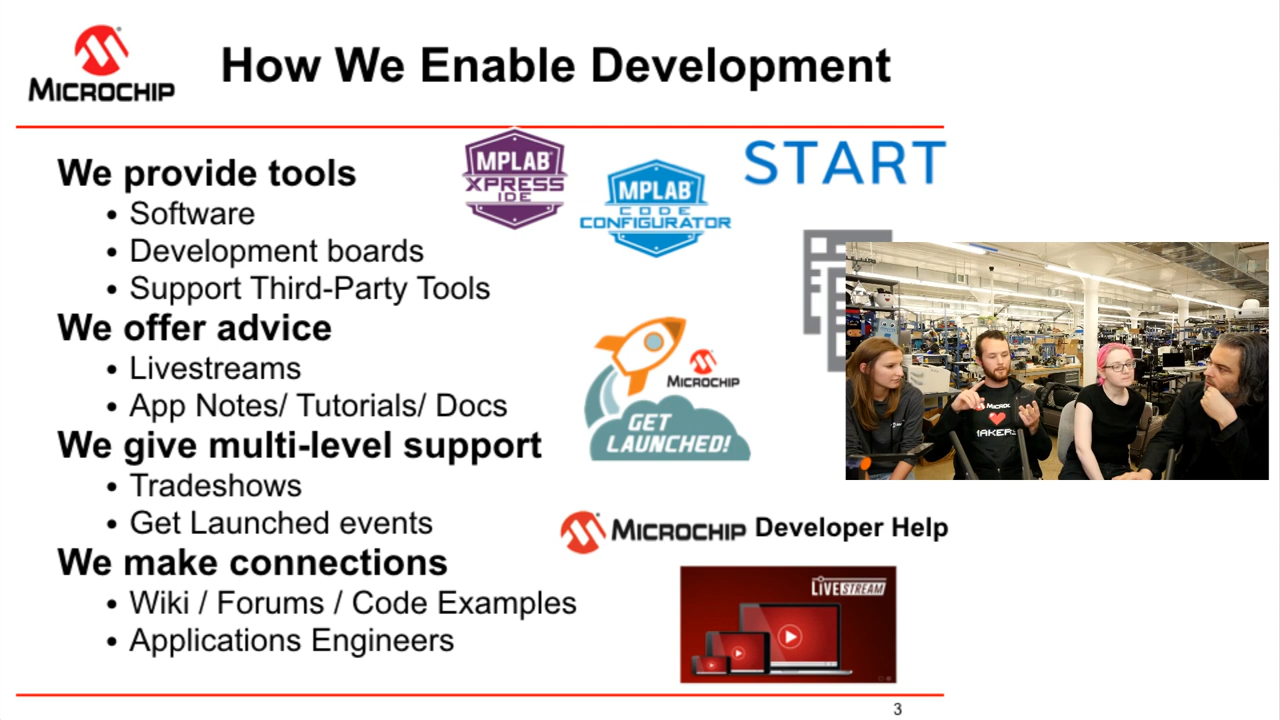 MICROCHIP
How We Enable Development
We provide tools
• Software
• Development boards
• Support Third-Party Tools
We offer advice
• Livestreams
• App Notes/ Tutorials/ Docs
We give multi-level support
• Tradeshows
• Get Launched events
We make connections
• Wiki / Forums / Code Examples
• Applications Engineers
MPLAB
XPRESS
IDE
MPLAB
CODE
CONFIGURATOR
START
MICROCHIP
GET
LAUNCHED!
MICROCHIP Developer Help
LIVESTREAM
3